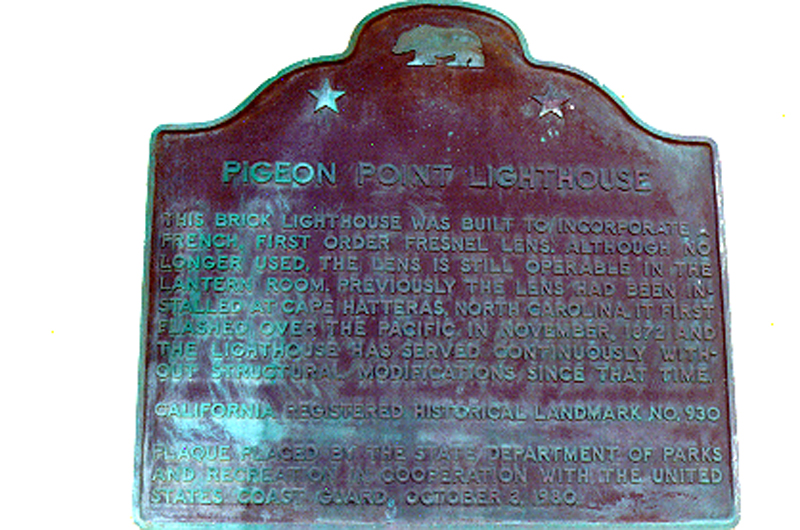 PIGEON POINT LIGHTHOUSE
THIS BRICK LIGHTHOUSE WAS BUILT TO INCORPORATE A
FRENCH, FIRST ORDER FRESNEL LENS. ALTHOUGH NO
LONGER USED, THE LENS IS STILL OPERABLE IN THE
LANTERN ROOM. PREVIOUSLY THE LENS HAD BEEN IN-
STALLED AT CAPE HATTERAS, NORTH CAROLINA. IT FIRST
FLASHED OVER THE PACIFIC IN NOVEMBER, 1872 AND
THE LIGHTHOUSE HAS SERVED CONTINUOUSLY WITH-
OUT STRUCTURAL MODIFICATIONS SINCE THAT TIME.
CALIFORNIA REGISTERED HISTORICAL LANDMARK NO. 930
PLAQUE PLACED BY THE STATE DEPARTMENT OF PARKS
AND RECREATION IN COOPERATION WITH THE UNITED
STATES COAST GUARD, OCTOBER 3, 1980.